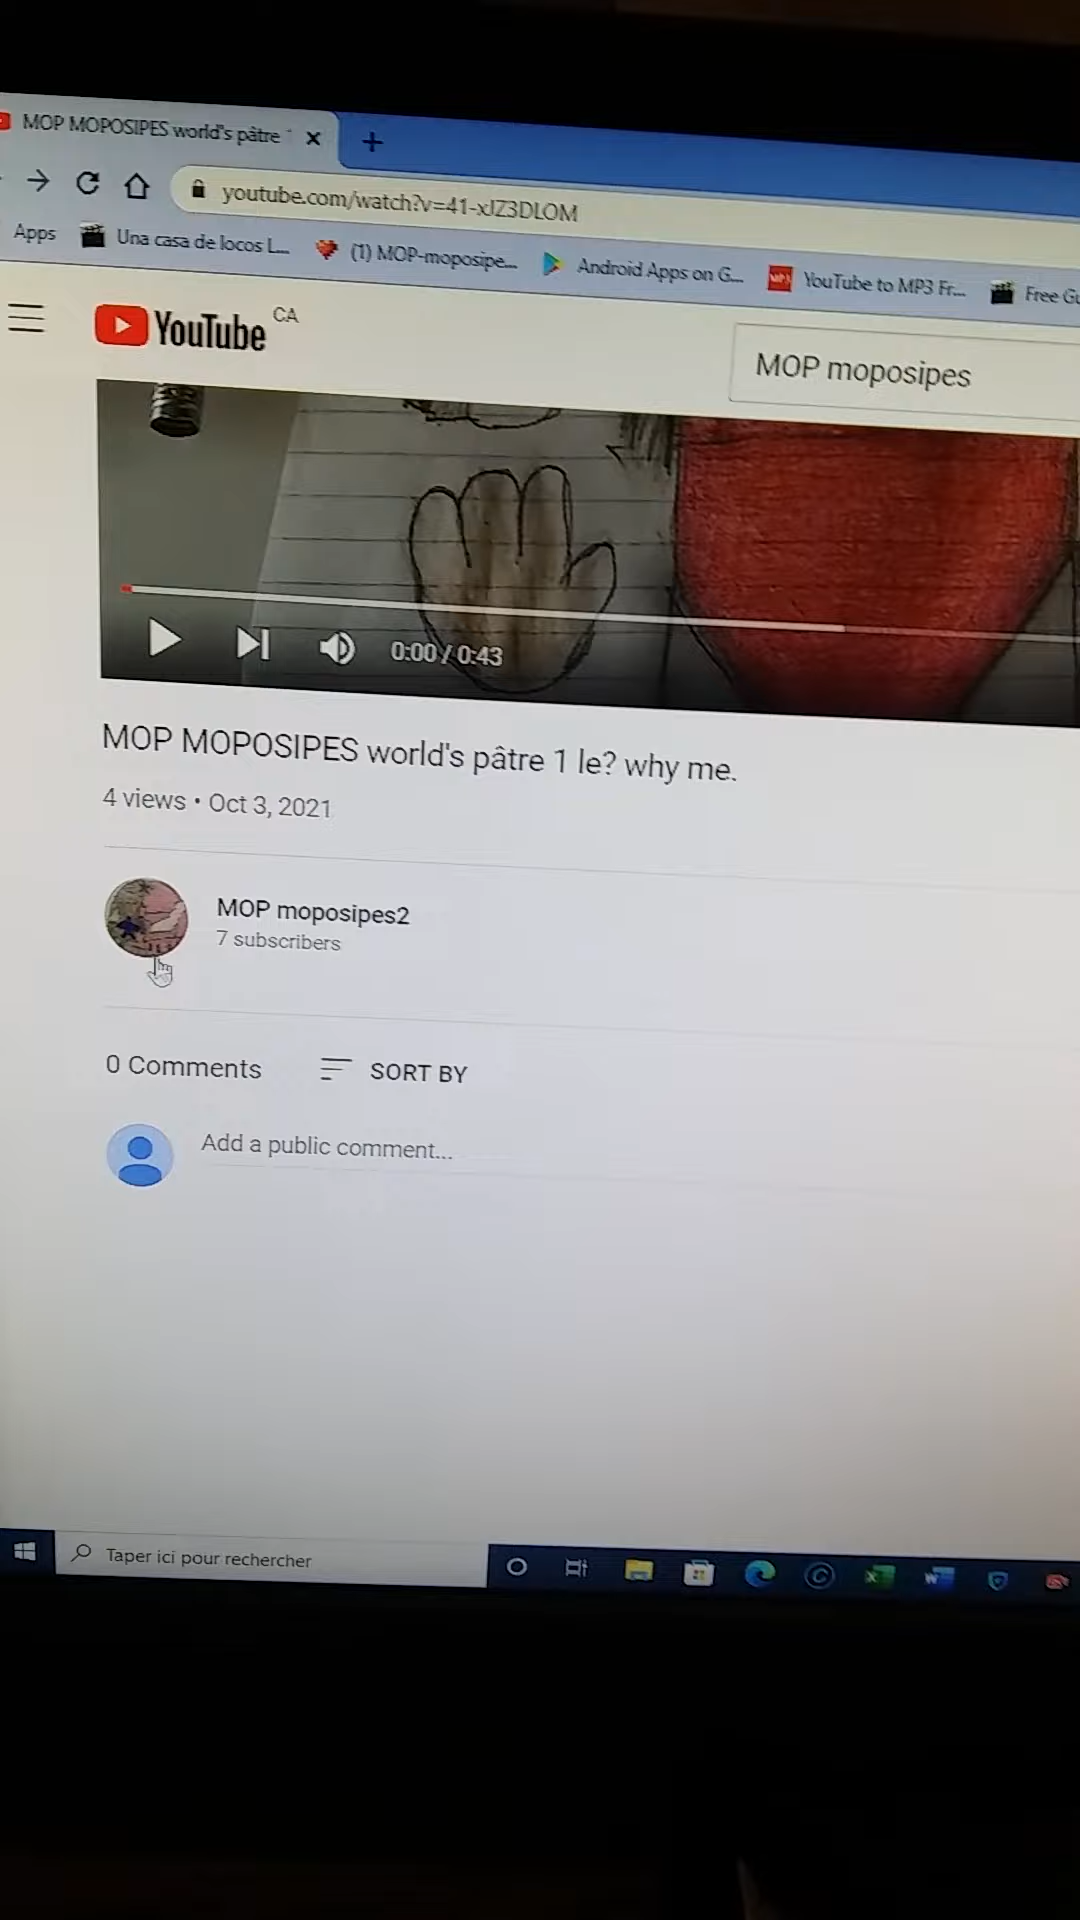 MOP MOPOSIPES world's pâtre
youtube.com/watch?v=41-xJZ3DLOM
Apps Una casa de locos L... (1) MOP-moposipe... Android Apps on G... YouTube to MP3 Fr... Free Gu
YouTube CA
MOP moposipes
0:00 / 0:43
MOP MOPOSIPES world's pâtre 1 le? why me.
4 views • Oct 3, 2021
MOP moposipes2
7 subscribers
0 Comments SORT BY
Add a public comment...
Taper ici pour rechercher